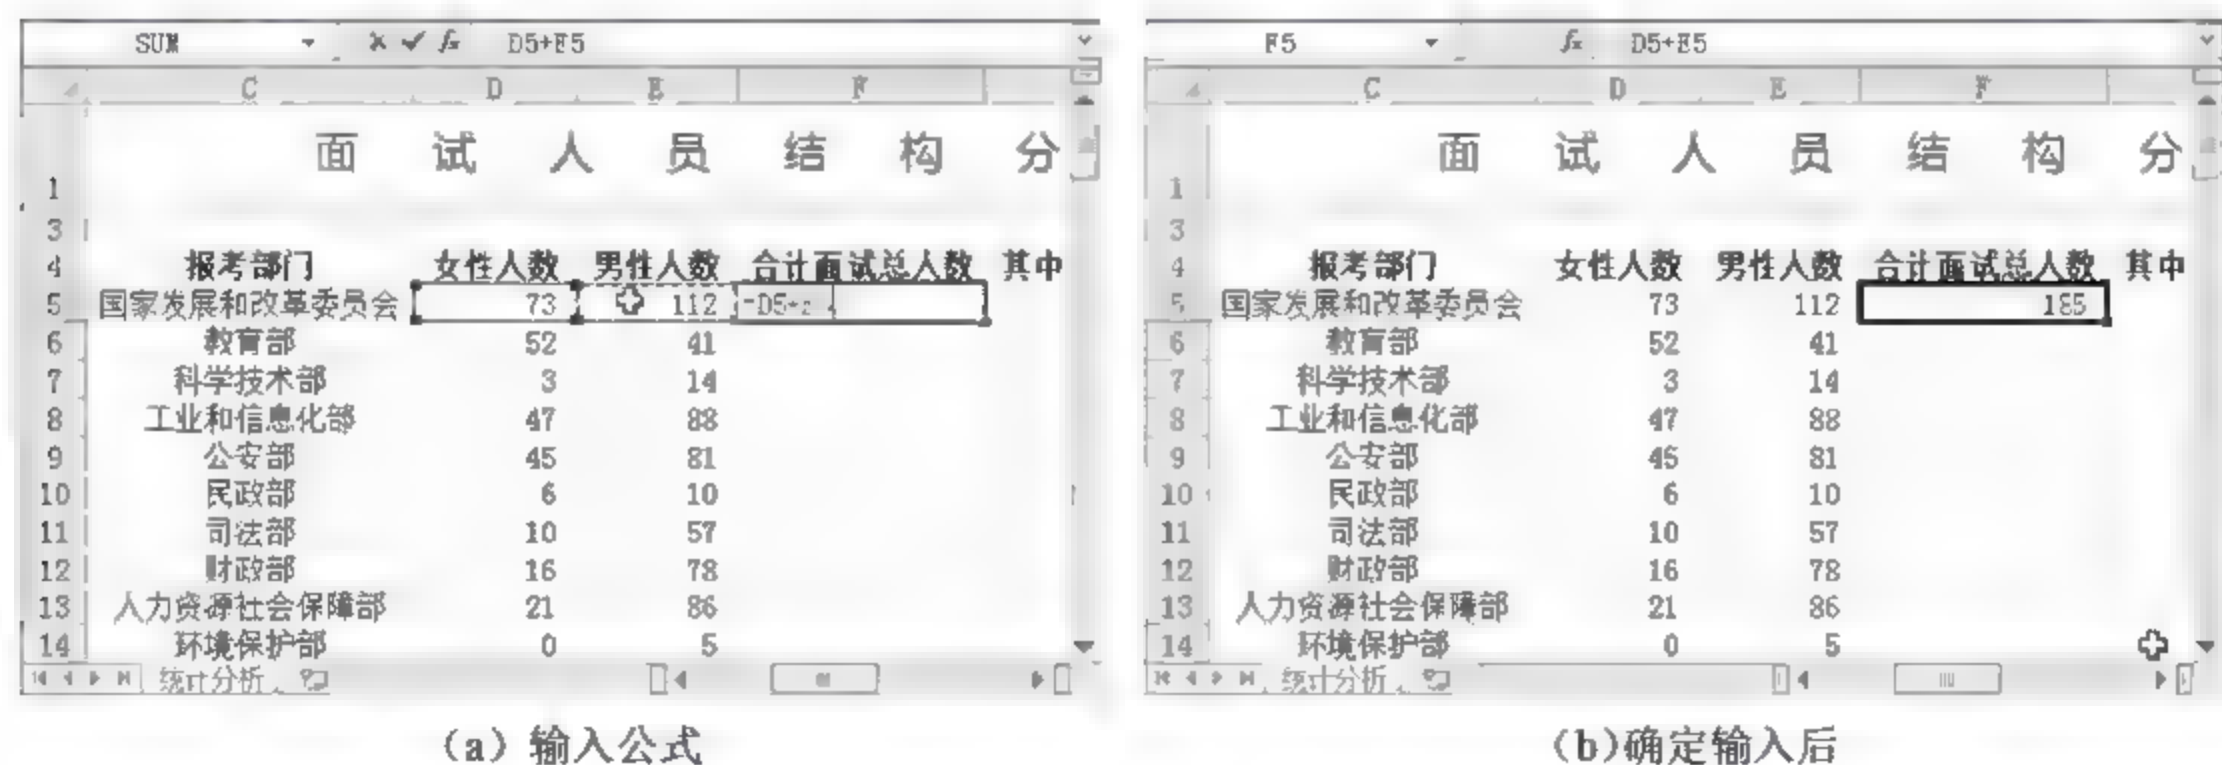 SUM D5+E5
C D E F
面 试 人 员 结 构 分
1
3
4 报考部门 女性人数 男性人数 合计面试总人数 其中
5 国家发展和改革委员会 73 112
6 教育部 52 41
7 科学技术部 3 14
8 工业和信息化部 47 88
9 公安部 45 81
10 民政部 6 10
11 司法部 10 57
12 财政部 16 78
13 人力资源社会保障部 21 86
14 环境保护部 0 5
统计分析
(a) 输入公式
F5 D5+E5
C D E F
面 试 人 员 结 构 分
1
3
4 报考部门 女性人数 男性人数 合计面试总人数 其中
5 国家发展和改革委员会 73 112 185
6 教育部 52 41
7 科学技术部 3 14
8 工业和信息化部 47 88
9 公安部 45 81
10 民政部 6 10
11 司法部 10 57
12 财政部 16 78
13 人力资源社会保障部 21 86
14 环境保护部 0 5
统计分析
(b)确定输入后